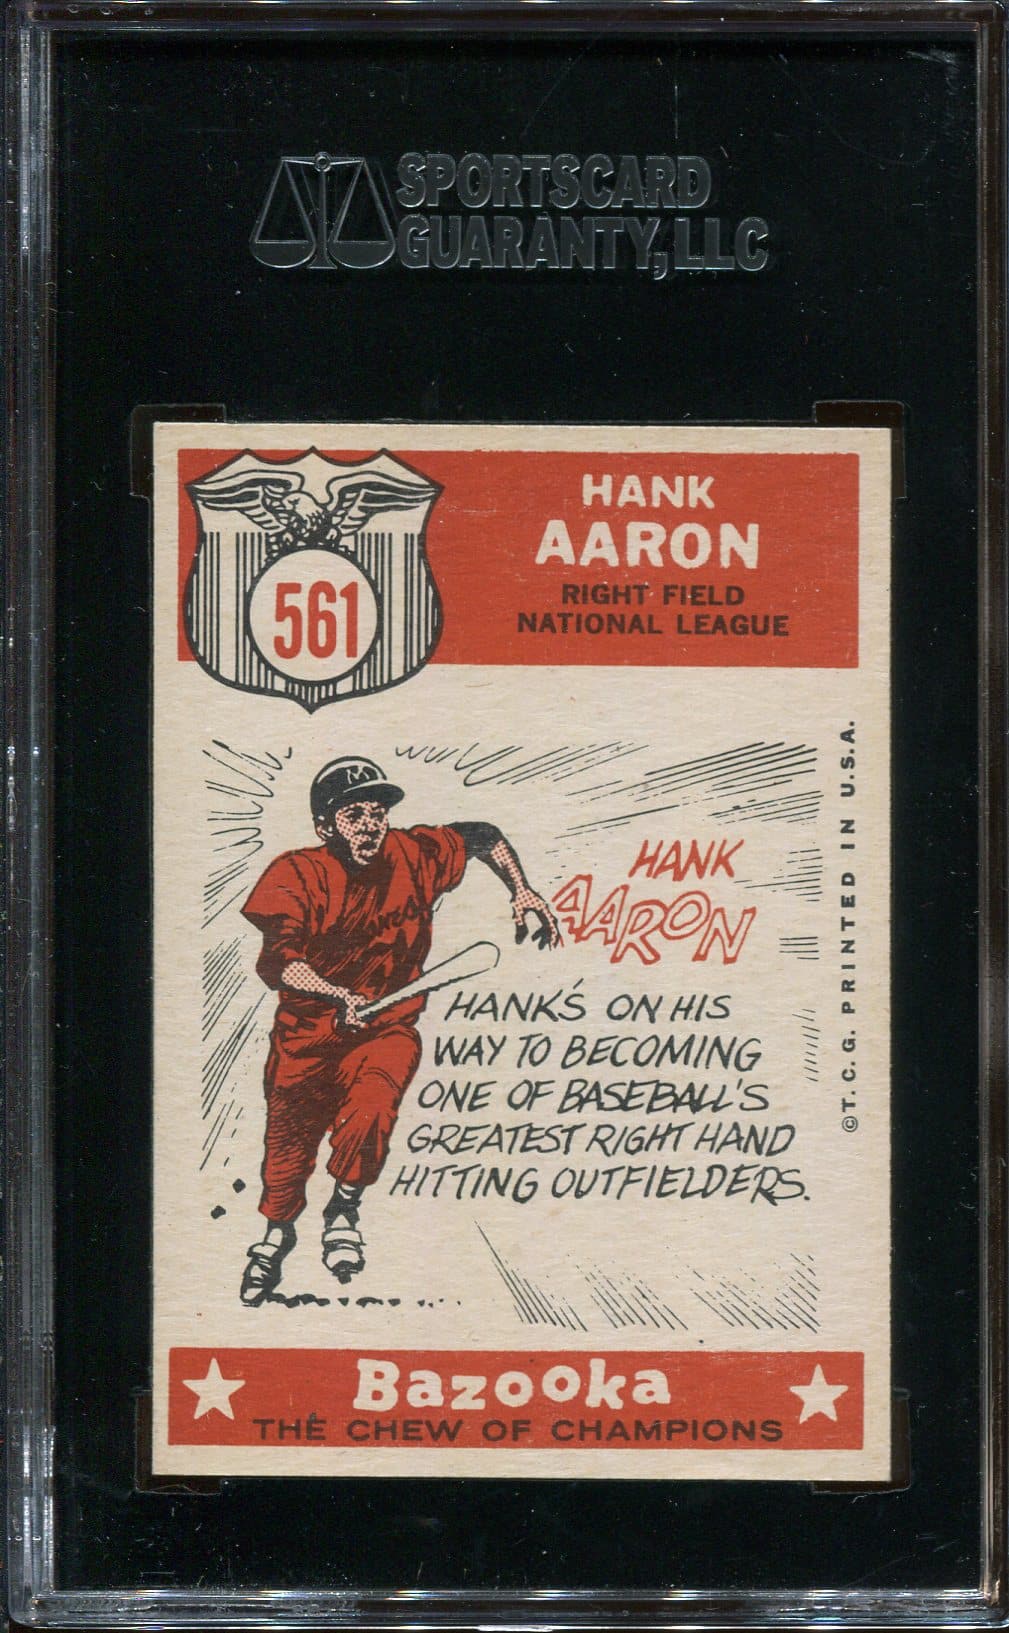 SPORTSCARD
GUARANTY, LLC
561
HANK
AARON
RIGHT FIELD
NATIONAL LEAGUE
M
HANK
AARON
HANK'S ON HIS
WAY TO BECOMING
ONE OF BASEBALL'S
GREATEST RIGHT HAND
HITTING OUTFIELDERS.
©T. C. G. PRINTED IN U.S.A.
Bazooka
THE CHEW OF CHAMPIONS